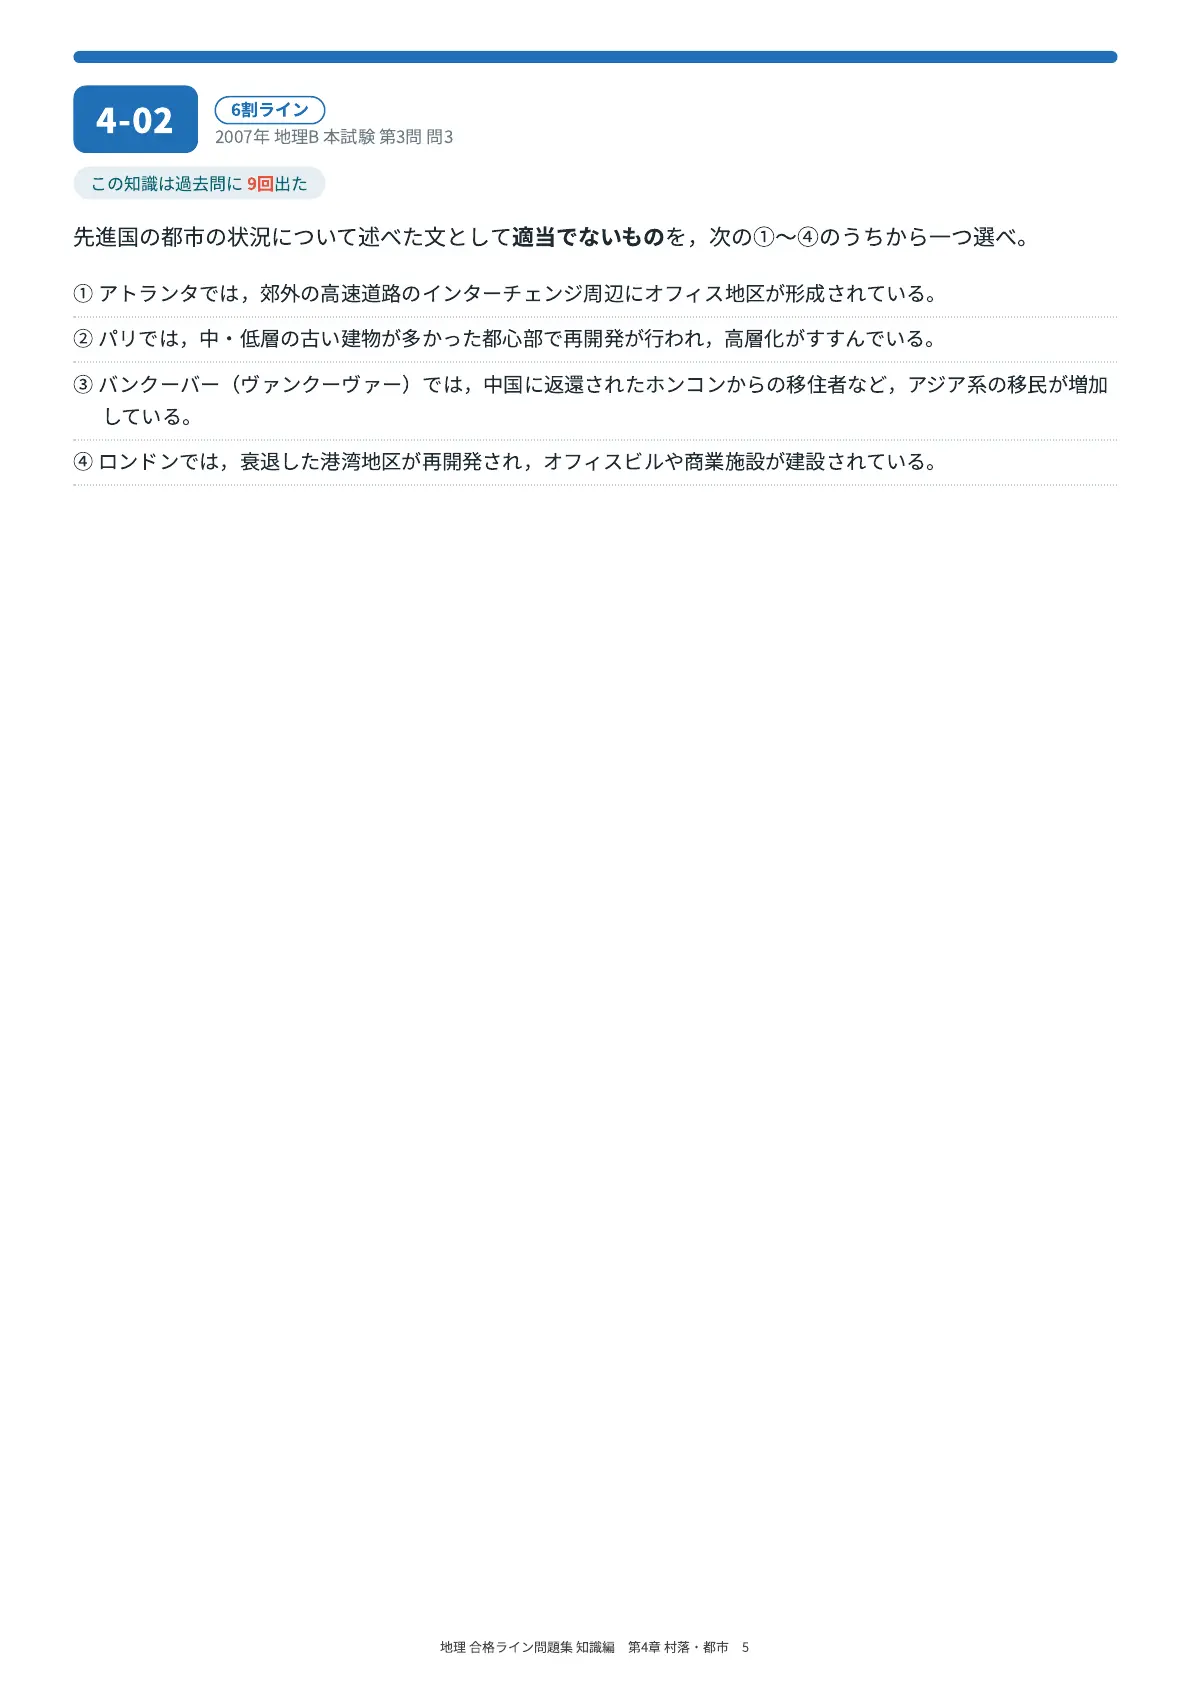 4-02
6割ライン
2007年 地理B 本試験 第3問 問3
この知識は過去問に 9回出た
先進国の都市の状況について述べた文として適当でないものを，次の①〜④のうちから一つ選べ。
① アトランタでは，郊外の高速道路のインターチェンジ周辺にオフィス地区が形成されている。
② パリでは，中・低層の古い建物が多かった都心部で再開発が行われ，高層化がすすんでいる。
③ バンクーバー（ヴァンクーヴァー）では，中国に返還されたホンコンからの移住者など，アジア系の移民が増加
している。
④ ロンドンでは，衰退した港湾地区が再開発され，オフィスビルや商業施設が建設されている。
地理 合格ライン問題集 知識編　第4章 村落・都市　5